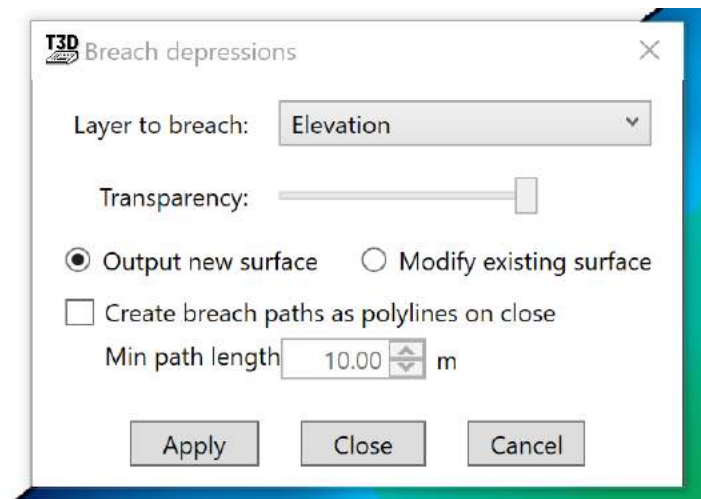 T3D
Breach depressions
Layer to breach: Elevation
Transparency:
Output new surface Modify existing surface
Create breach paths as polylines on close
Min path length 10.00 m
Apply Close Cancel